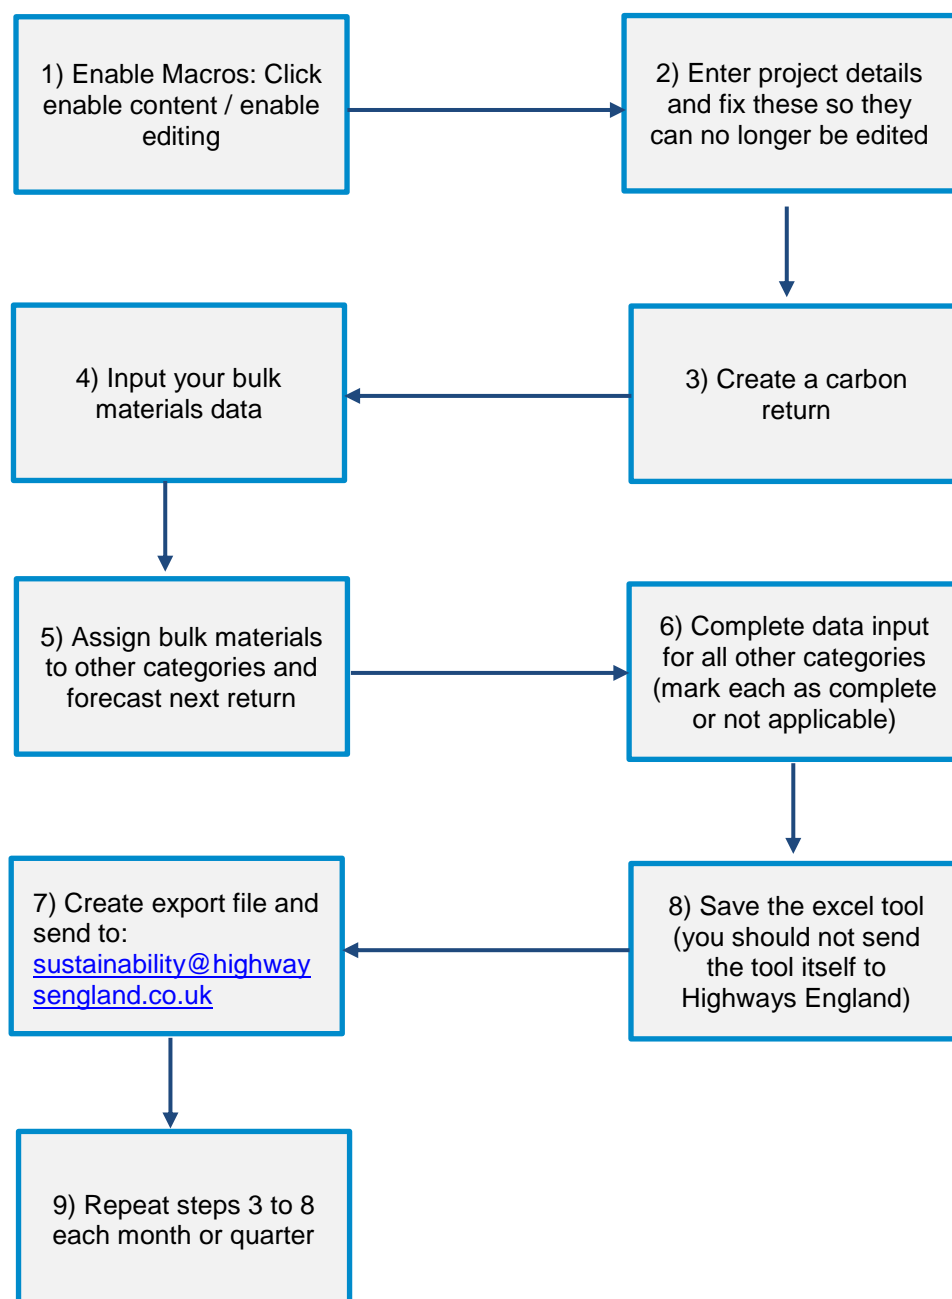 1) Enable Macros: Click
enable content / enable
editing
2) Enter project details
and fix these so they
can no longer be edited
3) Create a carbon
return
4) Input your bulk
materials data
5) Assign bulk materials
to other categories and
forecast next return
6) Complete data input
for all other categories
(mark each as complete
or not applicable)
8) Save the excel tool
(you should not send
the tool itself to
Highways England)
7) Create export file and
send to:
sustainability@highway
sengland.co.uk
9) Repeat steps 3 to 8
each month or quarter